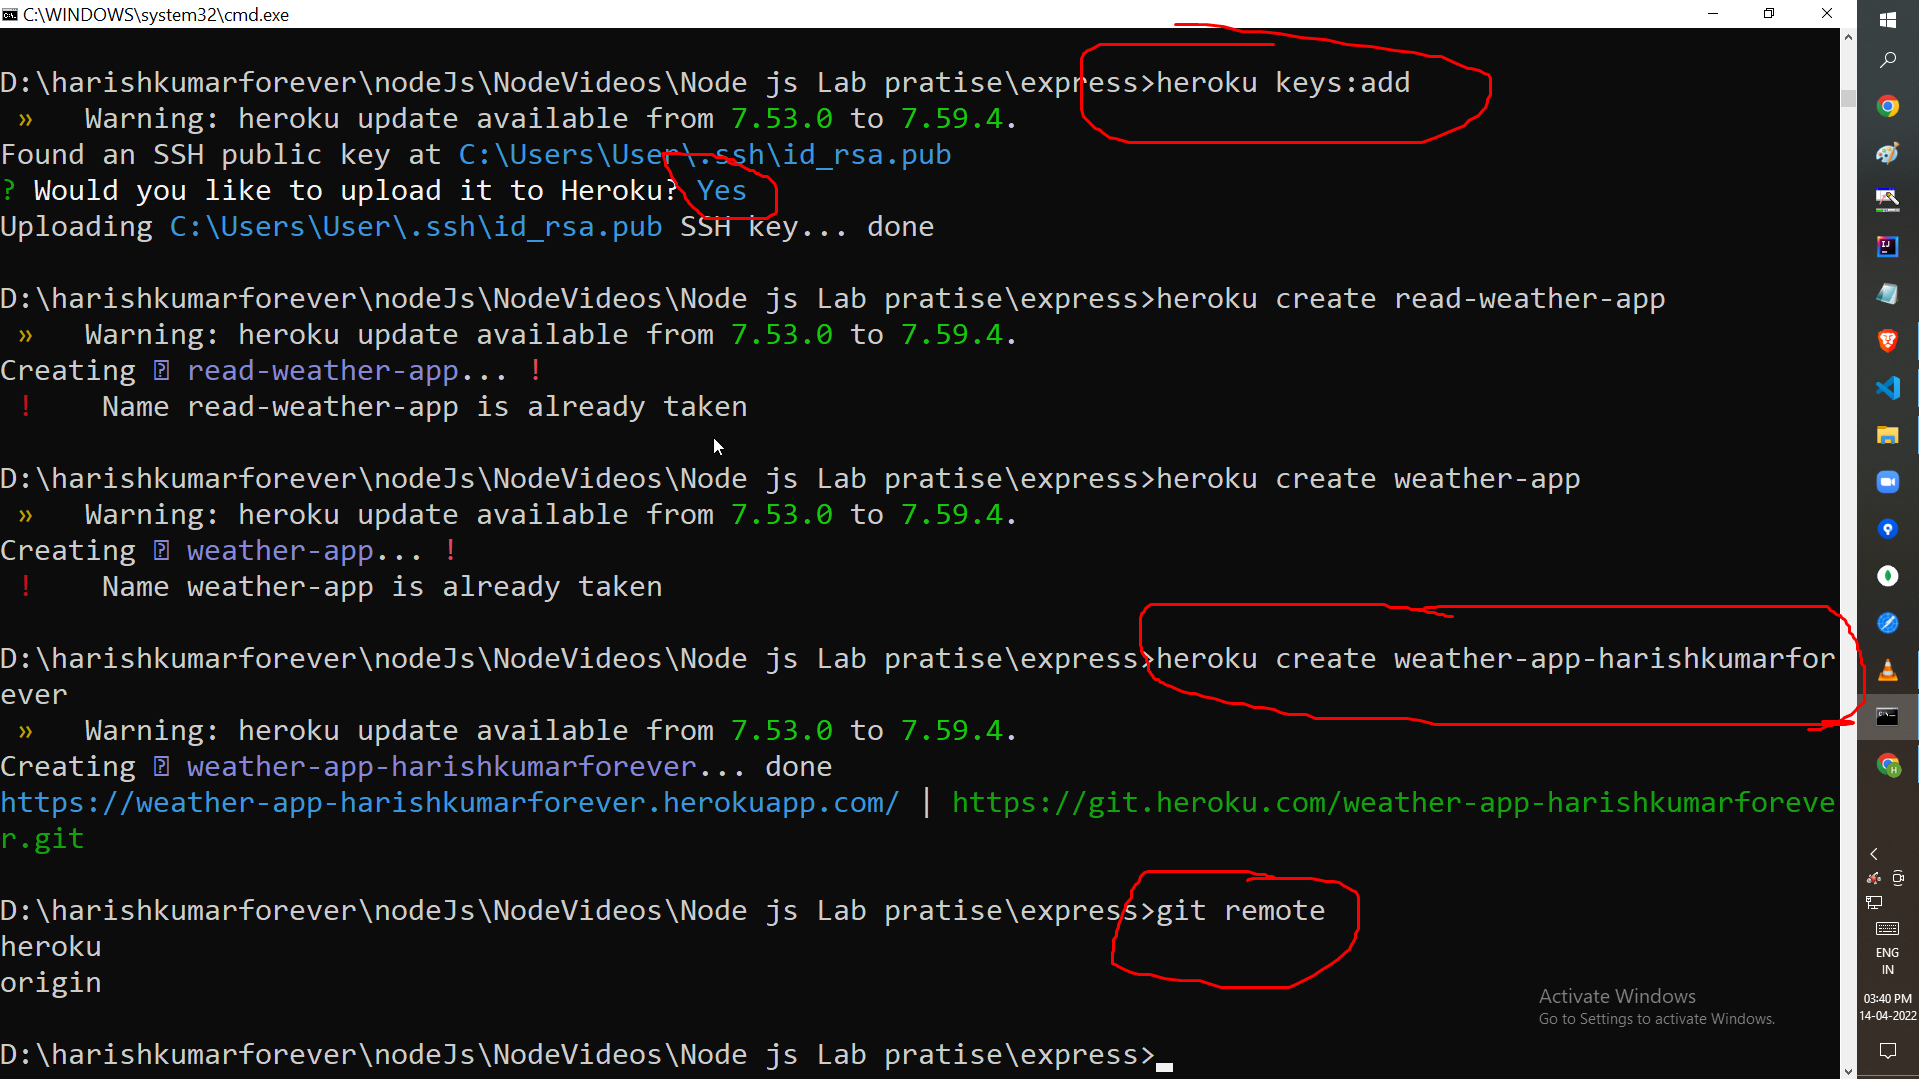 C:\WINDOWS\system32\cmd.exe
D:\harishkumarforever\nodeJs\NodeVideos\Node js Lab pratise\express>heroku keys:add
»   Warning: heroku update available from 7.53.0 to 7.59.4.
Found an SSH public key at C:\Users\User\.ssh\id_rsa.pub
? Would you like to upload it to Heroku? Yes
Uploading C:\Users\User\.ssh\id_rsa.pub SSH key... done
D:\harishkumarforever\nodeJs\NodeVideos\Node js Lab pratise\express>heroku create read-weather-app
»   Warning: heroku update available from 7.53.0 to 7.59.4.
Creating ⍰ read-weather-app... !
!    Name read-weather-app is already taken
D:\harishkumarforever\nodeJs\NodeVideos\Node js Lab pratise\express>heroku create weather-app
»   Warning: heroku update available from 7.53.0 to 7.59.4.
Creating ⍰ weather-app... !
!    Name weather-app is already taken
D:\harishkumarforever\nodeJs\NodeVideos\Node js Lab pratise\express>heroku create weather-app-harishkumarfor
ever
»   Warning: heroku update available from 7.53.0 to 7.59.4.
Creating ⍰ weather-app-harishkumarforever... done
https://weather-app-harishkumarforever.herokuapp.com/ | https://git.heroku.com/weather-app-harishkumarforeve
r.git
D:\harishkumarforever\nodeJs\NodeVideos\Node js Lab pratise\express>git remote
heroku
origin
D:\harishkumarforever\nodeJs\NodeVideos\Node js Lab pratise\express>
Activate Windows
Go to Settings to activate Windows.
ENG
IN
03:40 PM
14-04-2022